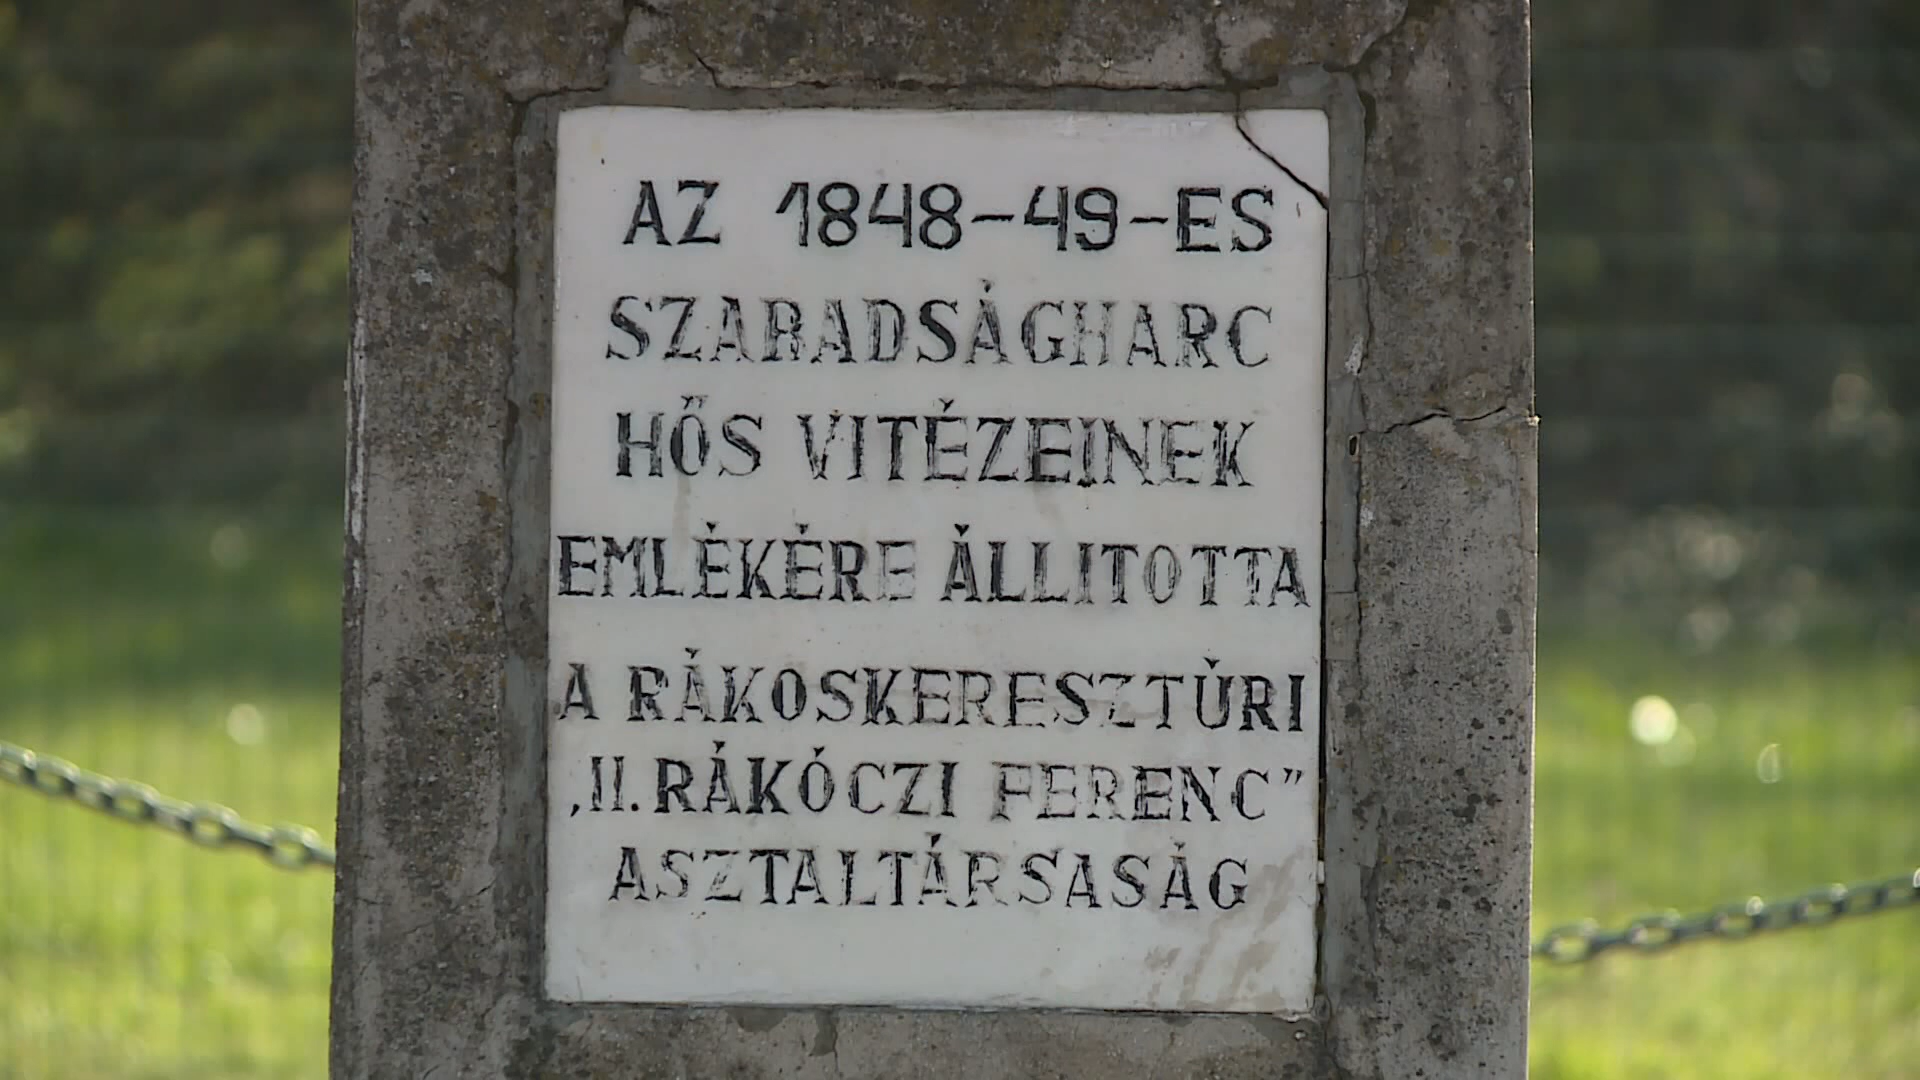 AZ 1848-49-ES
SZABADSÁGHARC
HŐS VITÉZEINEK
EMLÉKÉRE ÁLLITOTTA
A RÁKOSKERESZTÚRI
„II. RÁKÓCZI FERENC”
ASZTALTÁRSASÁG